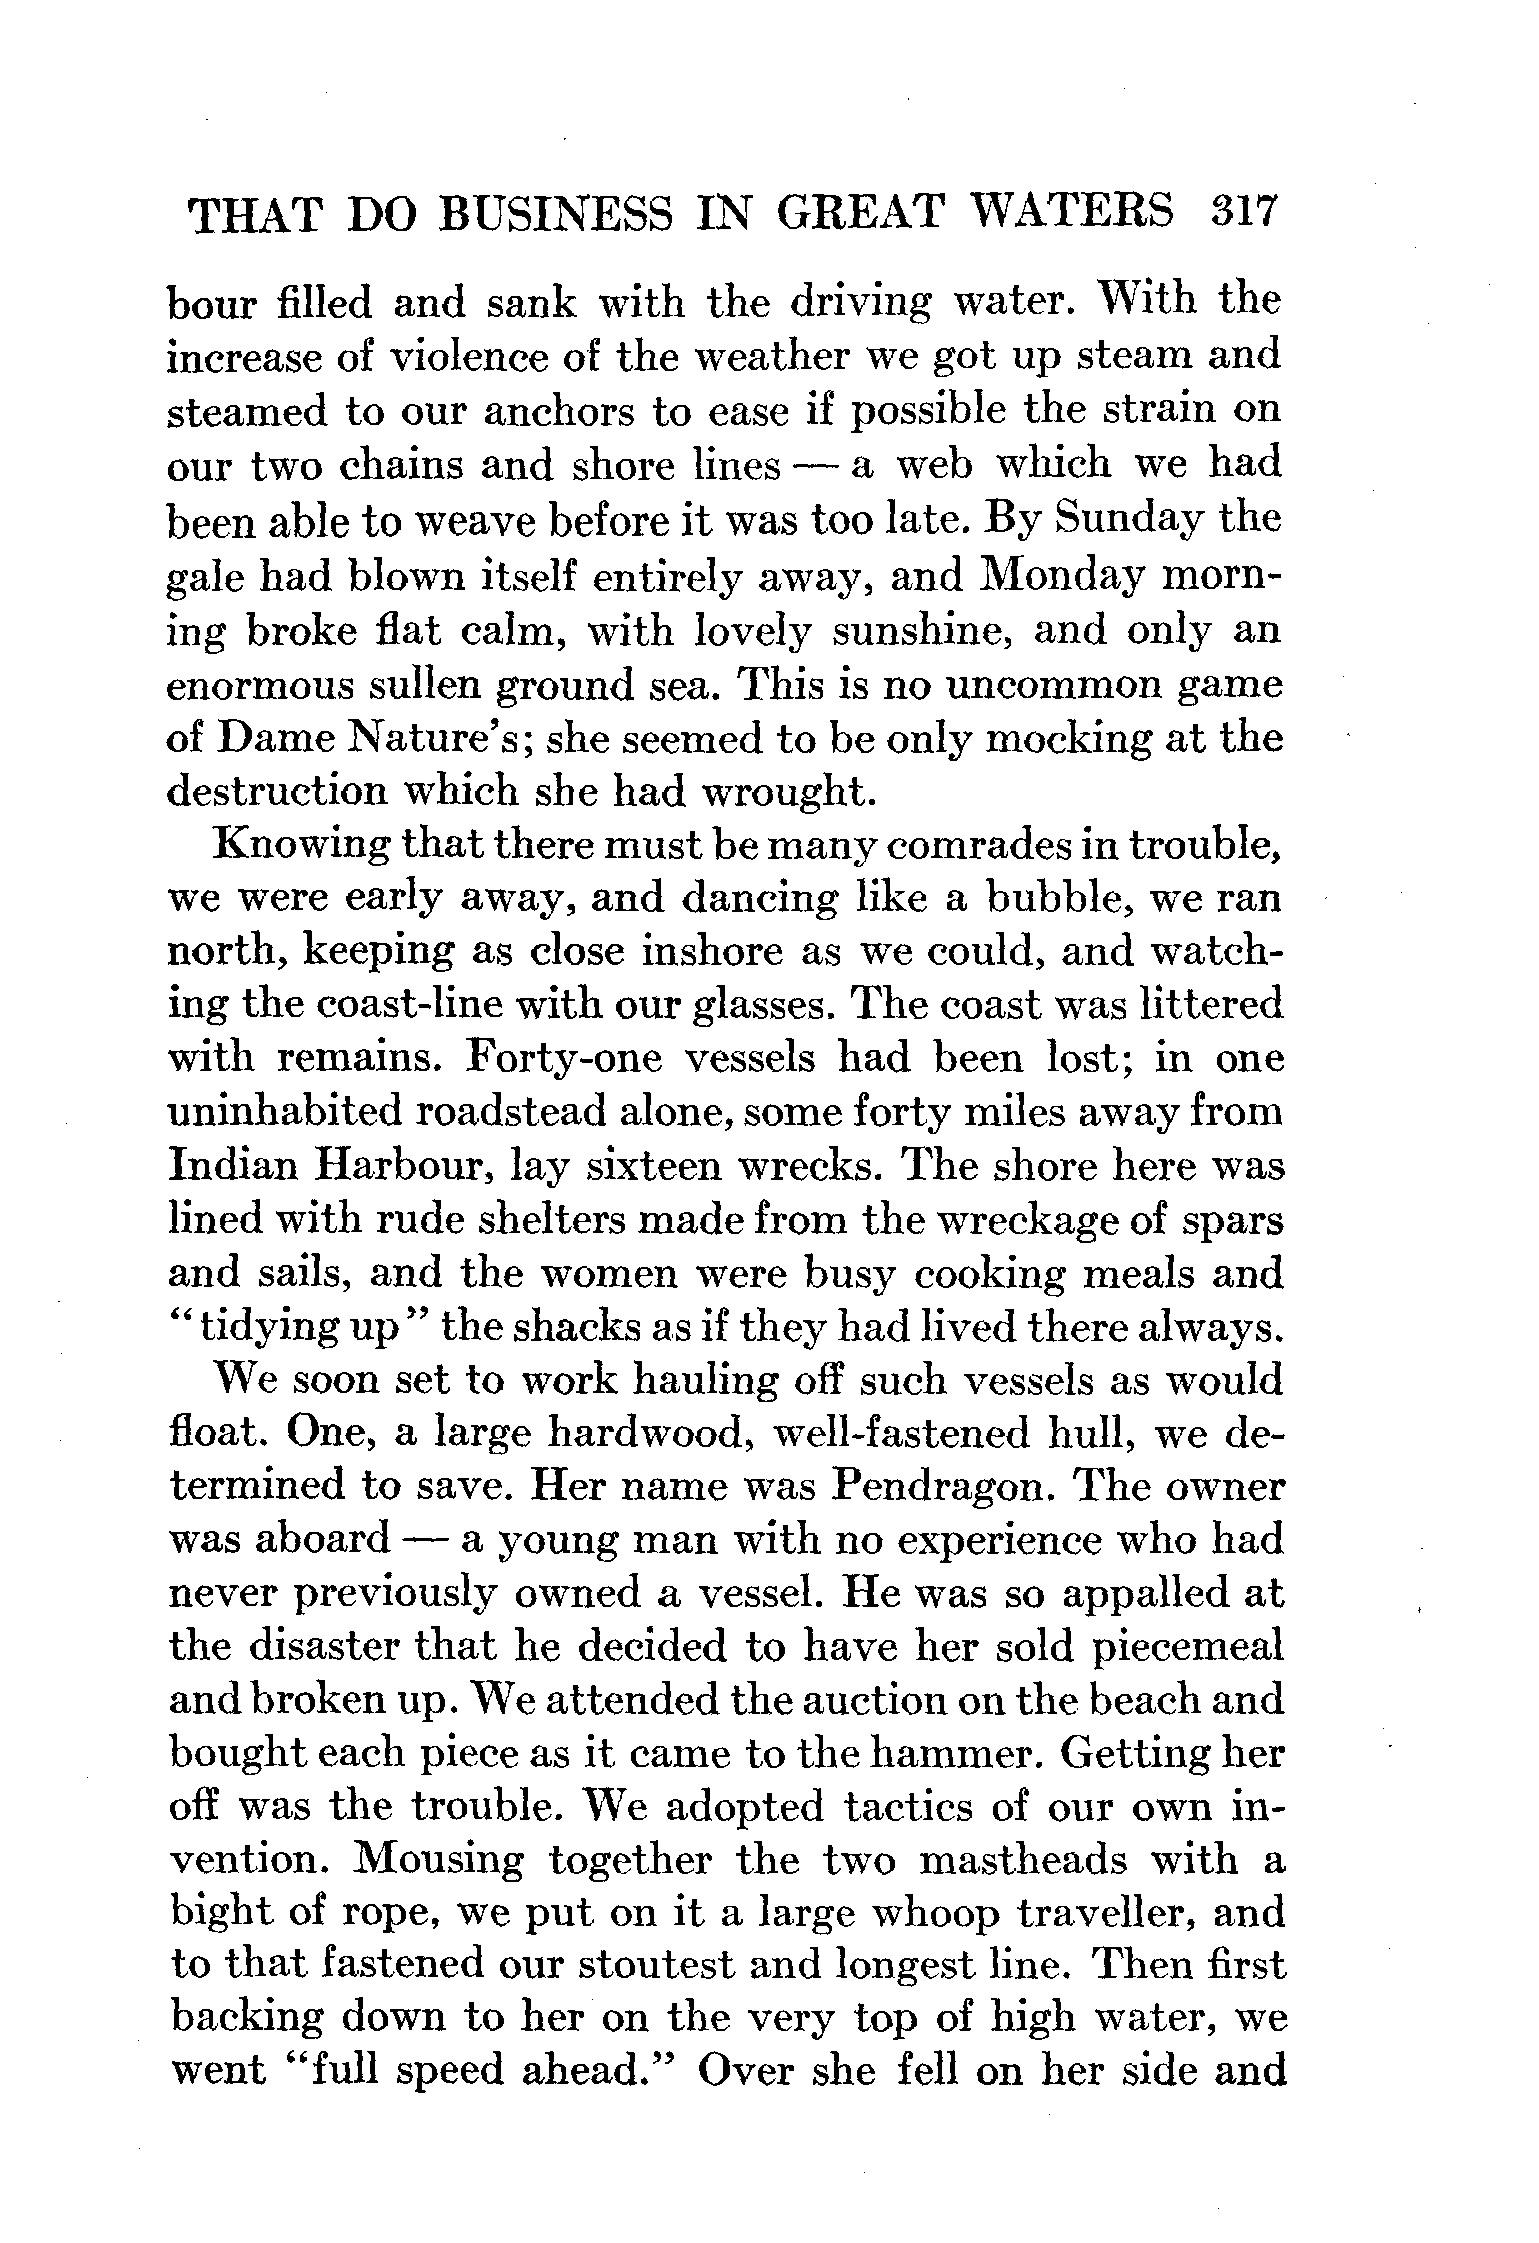 THAT DO BUSINESS IN GREAT WATERS 317
bour filled and sank with the driving water. With the
increase of violence of the weather we got up steam and
steamed to our anchors to ease if possible the strain on
our two chains and shore lines — a web which we had
been able to weave before it was too late. By Sunday the
gale had blown itself entirely away, and Monday morn-
ing broke flat calm, with lovely sunshine, and only an
enormous sullen ground sea. This is no uncommon game
of Dame Nature's; she seemed to be only mocking at the
destruction which she had wrought.
Knowing that there must be many comrades in trouble,
we were early away, and dancing like a bubble, we ran
north, keeping as close inshore as we could, and watch-
ing the coast-line with our glasses. The coast was littered
with remains. Forty-one vessels had been lost; in one
uninhabited roadstead alone, some forty miles away from
Indian Harbour, lay sixteen wrecks. The shore here was
lined with rude shelters made from the wreckage of spars
and sails, and the women were busy cooking meals and
“tidying up” the shacks as if they had lived there always.
We soon set to work hauling off such vessels as would
float. One, a large hardwood, well-fastened hull, we de-
termined to save. Her name was Pendragon. The owner
was aboard — a young man with no experience who had
never previously owned a vessel. He was so appalled at
the disaster that he decided to have her sold piecemeal
and broken up. We attended the auction on the beach and
bought each piece as it came to the hammer. Getting her
off was the trouble. We adopted tactics of our own in-
vention. Mousing together the two mastheads with a
bight of rope, we put on it a large whoop traveller, and
to that fastened our stoutest and longest line. Then first
backing down to her on the very top of high water, we
went “full speed ahead.” Over she fell on her side and